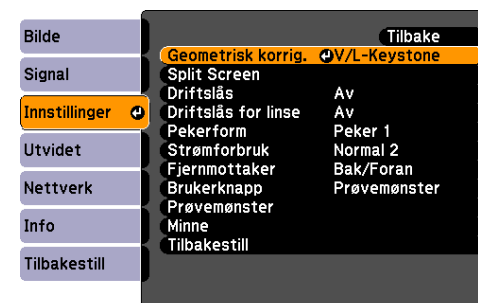 Bilde
Signal
Innstillinger
Utvidet
Nettverk
Info
Tilbakestill
Tilbake
Geometrisk korrig. V/L-Keystone
Split Screen
Driftslås Av
Driftslås for linse Av
Pekerform Peker 1
Strømforbruk Normal 2
Fjernmottaker Bak/Foran
Brukerknapp Prøvemønster
Prøvemønster
Minne
Tilbakestill